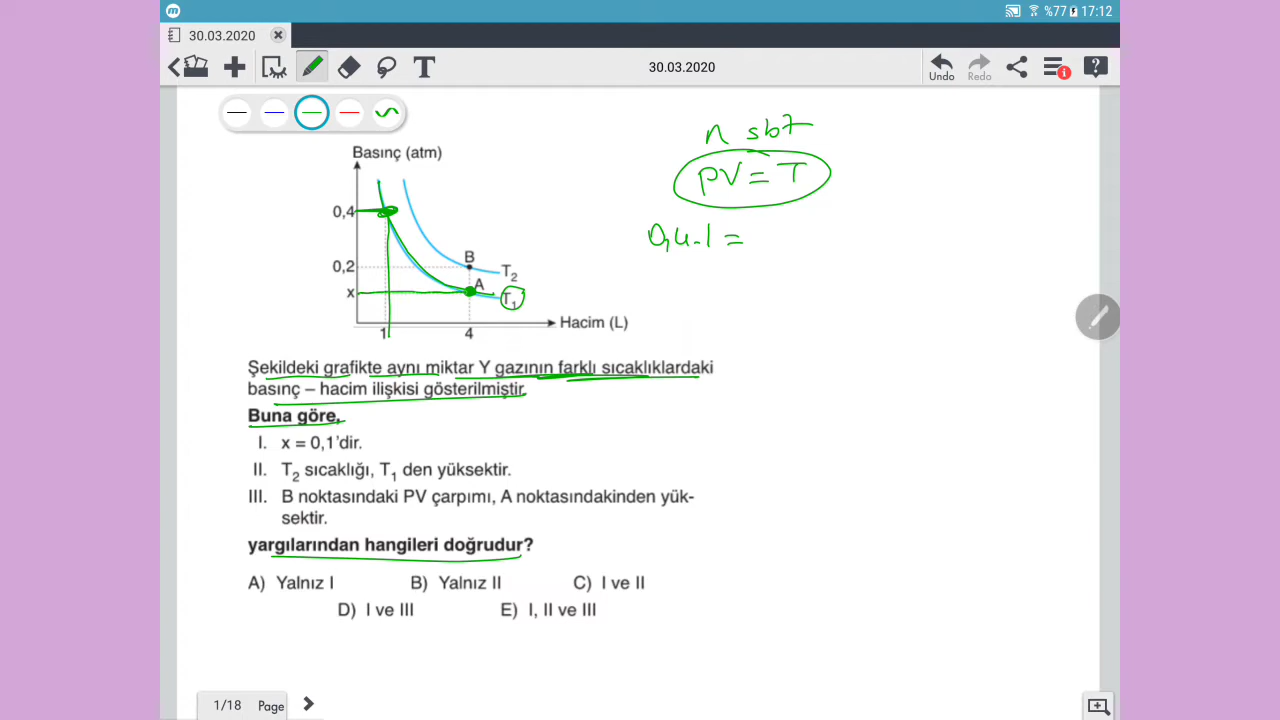 %77 17:12
30.03.2020
T
30.03.2020
Undo
Redo
Basınç (atm)
0,4
0,2
x
B
A
T2
T1
1
4
Hacim (L)
n sbt
PV = T
0,4.1 =
Şekildeki grafikte aynı miktar Y gazının farklı sıcaklıklardaki
basınç – hacim ilişkisi gösterilmiştir.
Buna göre,
I. x = 0,1'dir.
II. T2 sıcaklığı, T1 den yüksektir.
III. B noktasındaki PV çarpımı, A noktasındakinden yük-
sektir.
yargılarından hangileri doğrudur?
A) Yalnız I B) Yalnız II C) I ve II
D) I ve III E) I, II ve III
1/18 Page